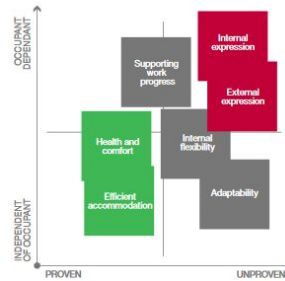 OCCUPANT
DEPENDANT
Internal
expression
Supporting
work
progress
External
expression
Health and
comfort
Internal
flexibility
Efficient
accommodation
Adaptability
INDEPENDENT
OF OCCUPANT
PROVEN
UNPROVEN